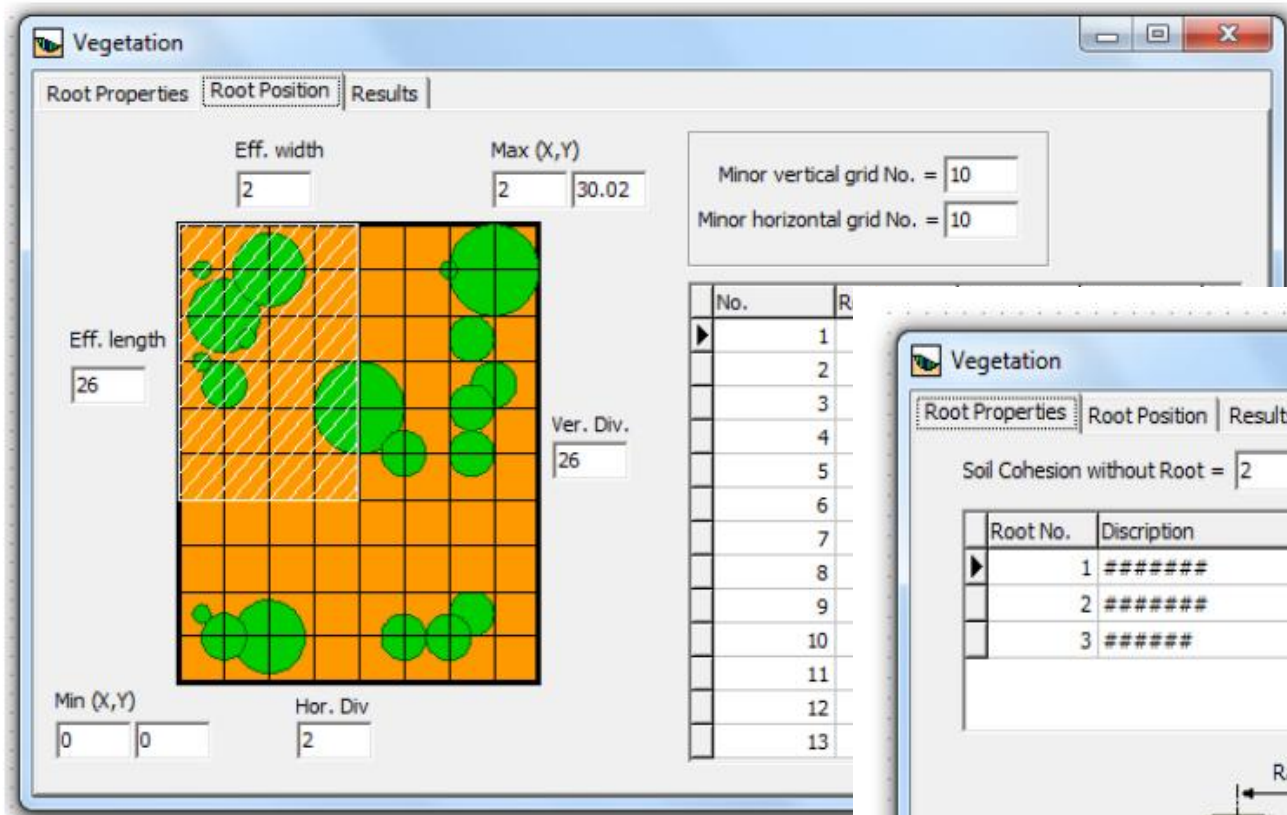 Vegetation
Root Properties Root Position Results
Eff. width
2
Max (X,Y)
2 30.02
Eff. length
26
Ver. Div.
26
Min (X,Y)
0 0
Hor. Div
2
Minor vertical grid No. = 10
Minor horizontal grid No. = 10
No.
1
2
3
4
5
6
7
8
9
10
11
12
13
Vegetation
Root Properties Root Position Result
Soil Cohesion without Root = 2
Root No. Discription
1 #######
2 #######
3 ######